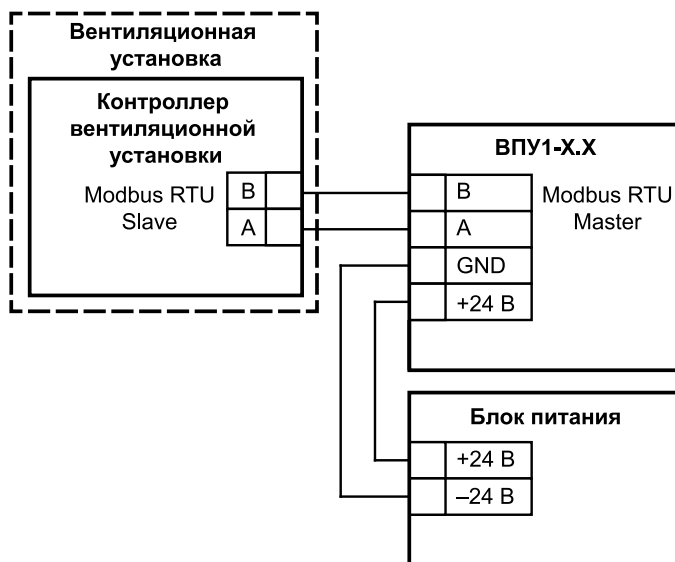 Вентиляционная
установка
Контроллер
вентиляционной
установки
Modbus RTU
Slave
B
A
ВПУ1-Х.Х
B
A
GND
+24 В
Modbus RTU
Master
Блок питания
+24 В
–24 В